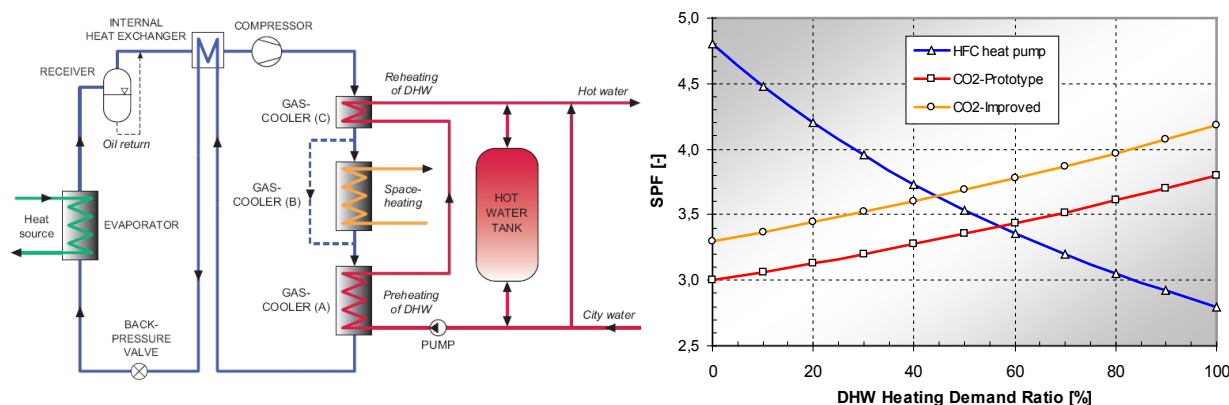 INTERNAL
HEAT EXCHANGER
COMPRESSOR
RECEIVER
Oil return
Reheating
of DHW
Hot water
GAS-
COOLER (C)
GAS-
COOLER (B)
Space-
heating
HOT
WATER
TANK
Heat
source
EVAPORATOR
GAS-
COOLER (A)
Preheating
of DHW
City water
PUMP
BACK-
PRESSURE
VALVE
5,0
4,5
4,0
3,5
3,0
2,5
SPF [-]
HFC heat pump
CO2-Prototype
CO2-Improved
0 20 40 60 80 100
DHW Heating Demand Ratio [%]